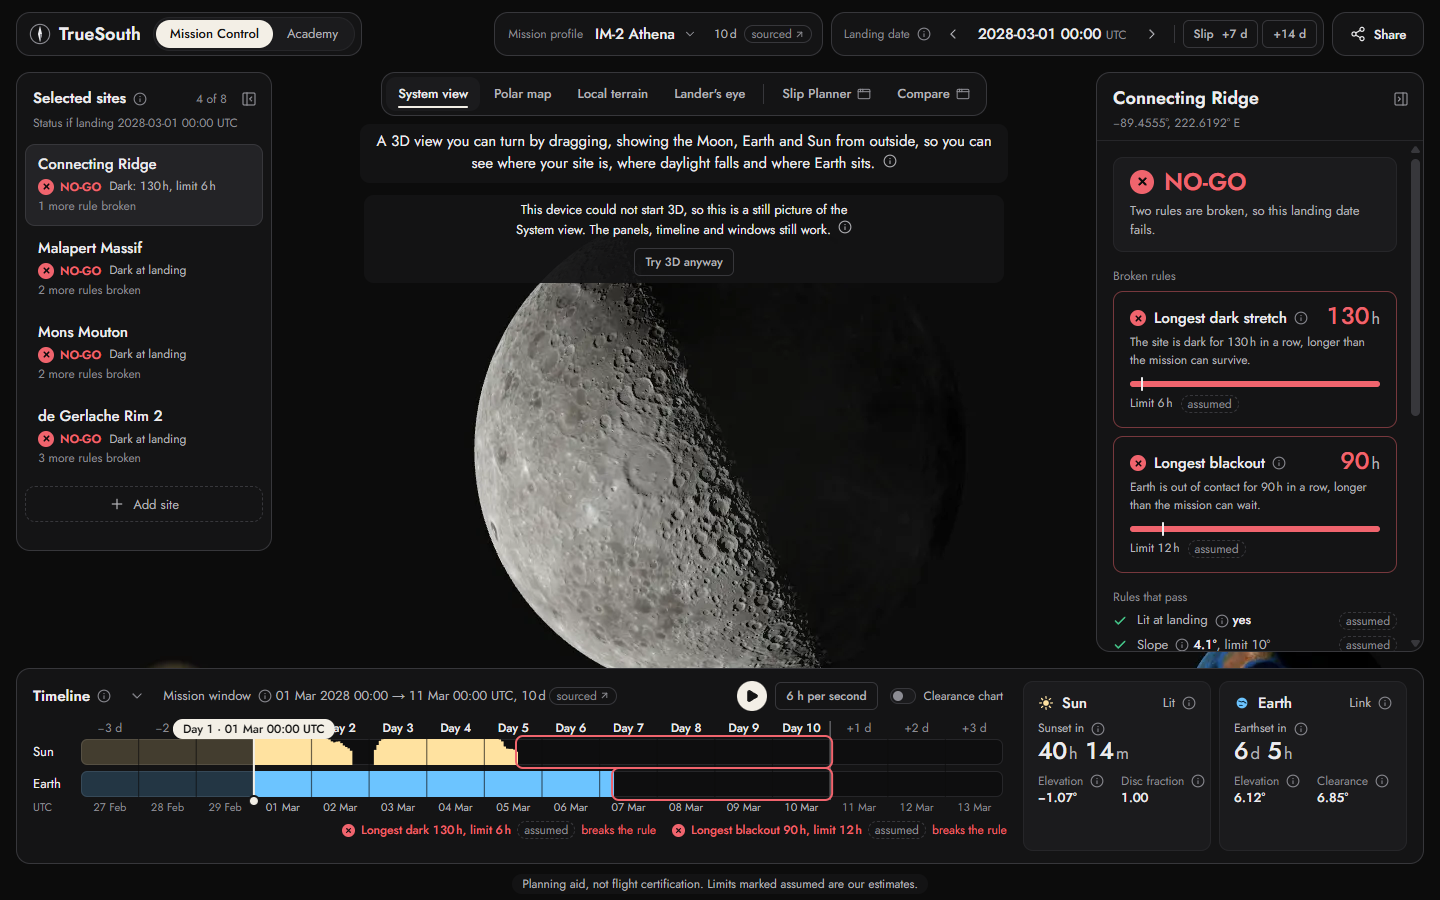 TrueSouth
Mission Control
Academy
Mission profile IM-2 Athena 10 d sourced ↗
Landing date 2028-03-01 00:00 UTC
Slip +7 d
+14 d
Share
Selected sites 4 of 8
Status if landing 2028-03-01 00:00 UTC
Connecting Ridge
NO-GO Dark: 130 h, limit 6 h
1 more rule broken
Malapert Massif
NO-GO Dark at landing
2 more rules broken
Mons Mouton
NO-GO Dark at landing
2 more rules broken
de Gerlache Rim 2
NO-GO Dark at landing
3 more rules broken
+ Add site
System view
Polar map
Local terrain
Lander's eye
Slip Planner
Compare
A 3D view you can turn by dragging, showing the Moon, Earth and Sun from outside, so you can
see where your site is, where daylight falls and where Earth sits.
This device could not start 3D, so this is a still picture of the
System view. The panels, timeline and windows still work.
Try 3D anyway
Connecting Ridge
−89.4555°, 222.6192° E
NO-GO
Two rules are broken, so this landing date
fails.
Broken rules
Longest dark stretch 130 h
The site is dark for 130 h in a row, longer than
the mission can survive.
Limit 6 h assumed
Longest blackout 90 h
Earth is out of contact for 90 h in a row, longer
than the mission can wait.
Limit 12 h assumed
Rules that pass
Lit at landing yes assumed
Slope 4.1°, limit 10° assumed
Timeline
Mission window 01 Mar 2028 00:00 → 11 Mar 00:00 UTC, 10 d sourced ↗
6 h per second
Clearance chart
−3 d −2 Day 1 · 01 Mar 00:00 UTC ay 2 Day 3 Day 4 Day 5 Day 6 Day 7 Day 8 Day 9 Day 10 +1 d +2 d +3 d
Sun
Earth
UTC 27 Feb 28 Feb 29 Feb 01 Mar 02 Mar 03 Mar 04 Mar 05 Mar 06 Mar 07 Mar 08 Mar 09 Mar 10 Mar 11 Mar 12 Mar 13 Mar
Longest dark 130 h, limit 6 h assumed breaks the rule Longest blackout 90 h, limit 12 h assumed breaks the rule
Sun Lit
Sunset in
40 h 14 m
Elevation Disc fraction
−1.07° 1.00
Earth Link
Earthset in
6 d 5 h
Elevation Clearance
6.12° 6.85°
Planning aid, not flight certification. Limits marked assumed are our estimates.